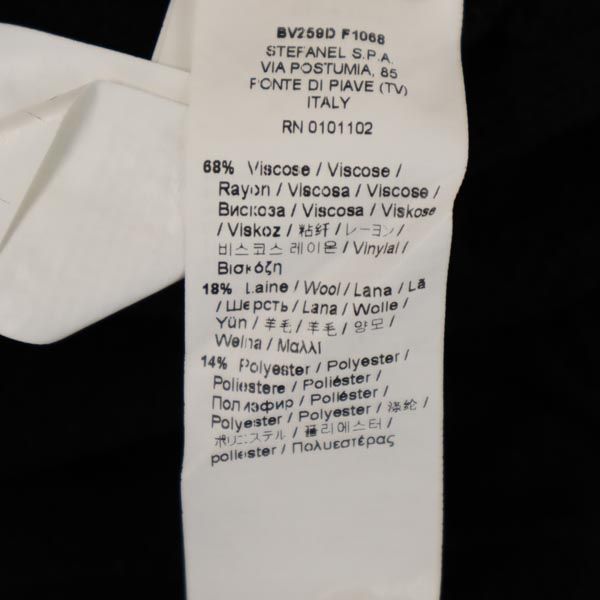 BV259D F1068
STEFANEL S.P.A.
VIA POSTUMIA, 85
PONTE DI PIAVE (TV)
ITALY
RN 0101102
68% Viscose / Viscose /
Rayon / Viscosa / Viscose /
Вискоза / Viscosa / Viskose
/ Viskoz / 粘纤 / レーヨン /
비스코스 레이온 / Vinylal /
Βισκόζη
18% Laine / Wool / Lana / Lã
/ Шерсть / Lana / Wolle /
Yün / 羊毛 / 羊毛 / 양모 /
Wełna / Μαλλί
14% Polyester / Polyester /
Poliestere / Poliéster /
Полиэфир / Poliéster /
Polyester / Polyester / 涤纶 /
ポリエステル / 폴리에스터 /
poliester / Πολυεστέρας